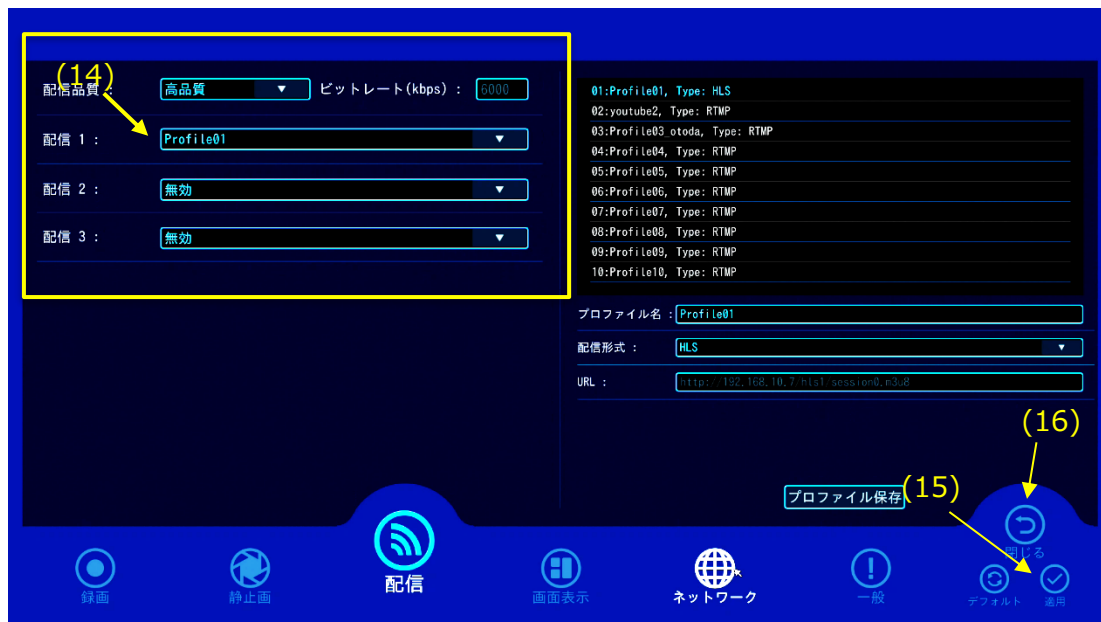 (14)
配信品質 : 高品質 ▼ ビットレート(kbps) : 6000
配信 1 : Profile01 ▼
配信 2 : 無効 ▼
配信 3 : 無効 ▼
01:Profile01, Type: HLS
02:youtube2, Type: RTMP
03:Profile03_otoda, Type: RTMP
04:Profile04, Type: RTMP
05:Profile05, Type: RTMP
06:Profile06, Type: RTMP
07:Profile07, Type: RTMP
08:Profile08, Type: RTMP
09:Profile09, Type: RTMP
10:Profile10, Type: RTMP
プロファイル名 : Profile01
配信形式 : HLS ▼
URL : http://192.168.10.7/hls1/session0.m3u8
(16)
プロファイル保存
(15)
閉じる
録画
静止画
配信
画面表示
ネットワーク
一般
デフォルト
適用